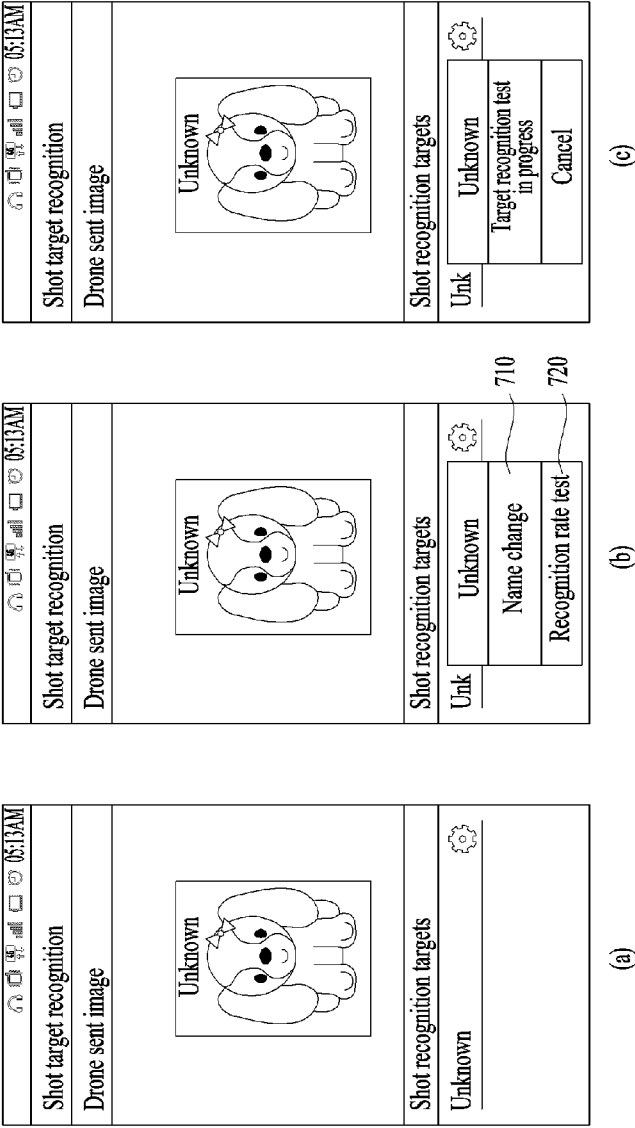 05:13AM
Shot target recognition
Drone sent image
Unknown
Shot recognition targets
Unknown
(a)
05:13AM
Shot target recognition
Drone sent image
Unknown
Shot recognition targets
Unk
Unknown
Name change
710
Recognition rate test
720
(b)
05:13AM
Shot target recognition
Drone sent image
Unknown
Shot recognition targets
Unk
Unknown
Target recognition test
in progress
Cancel
(c)